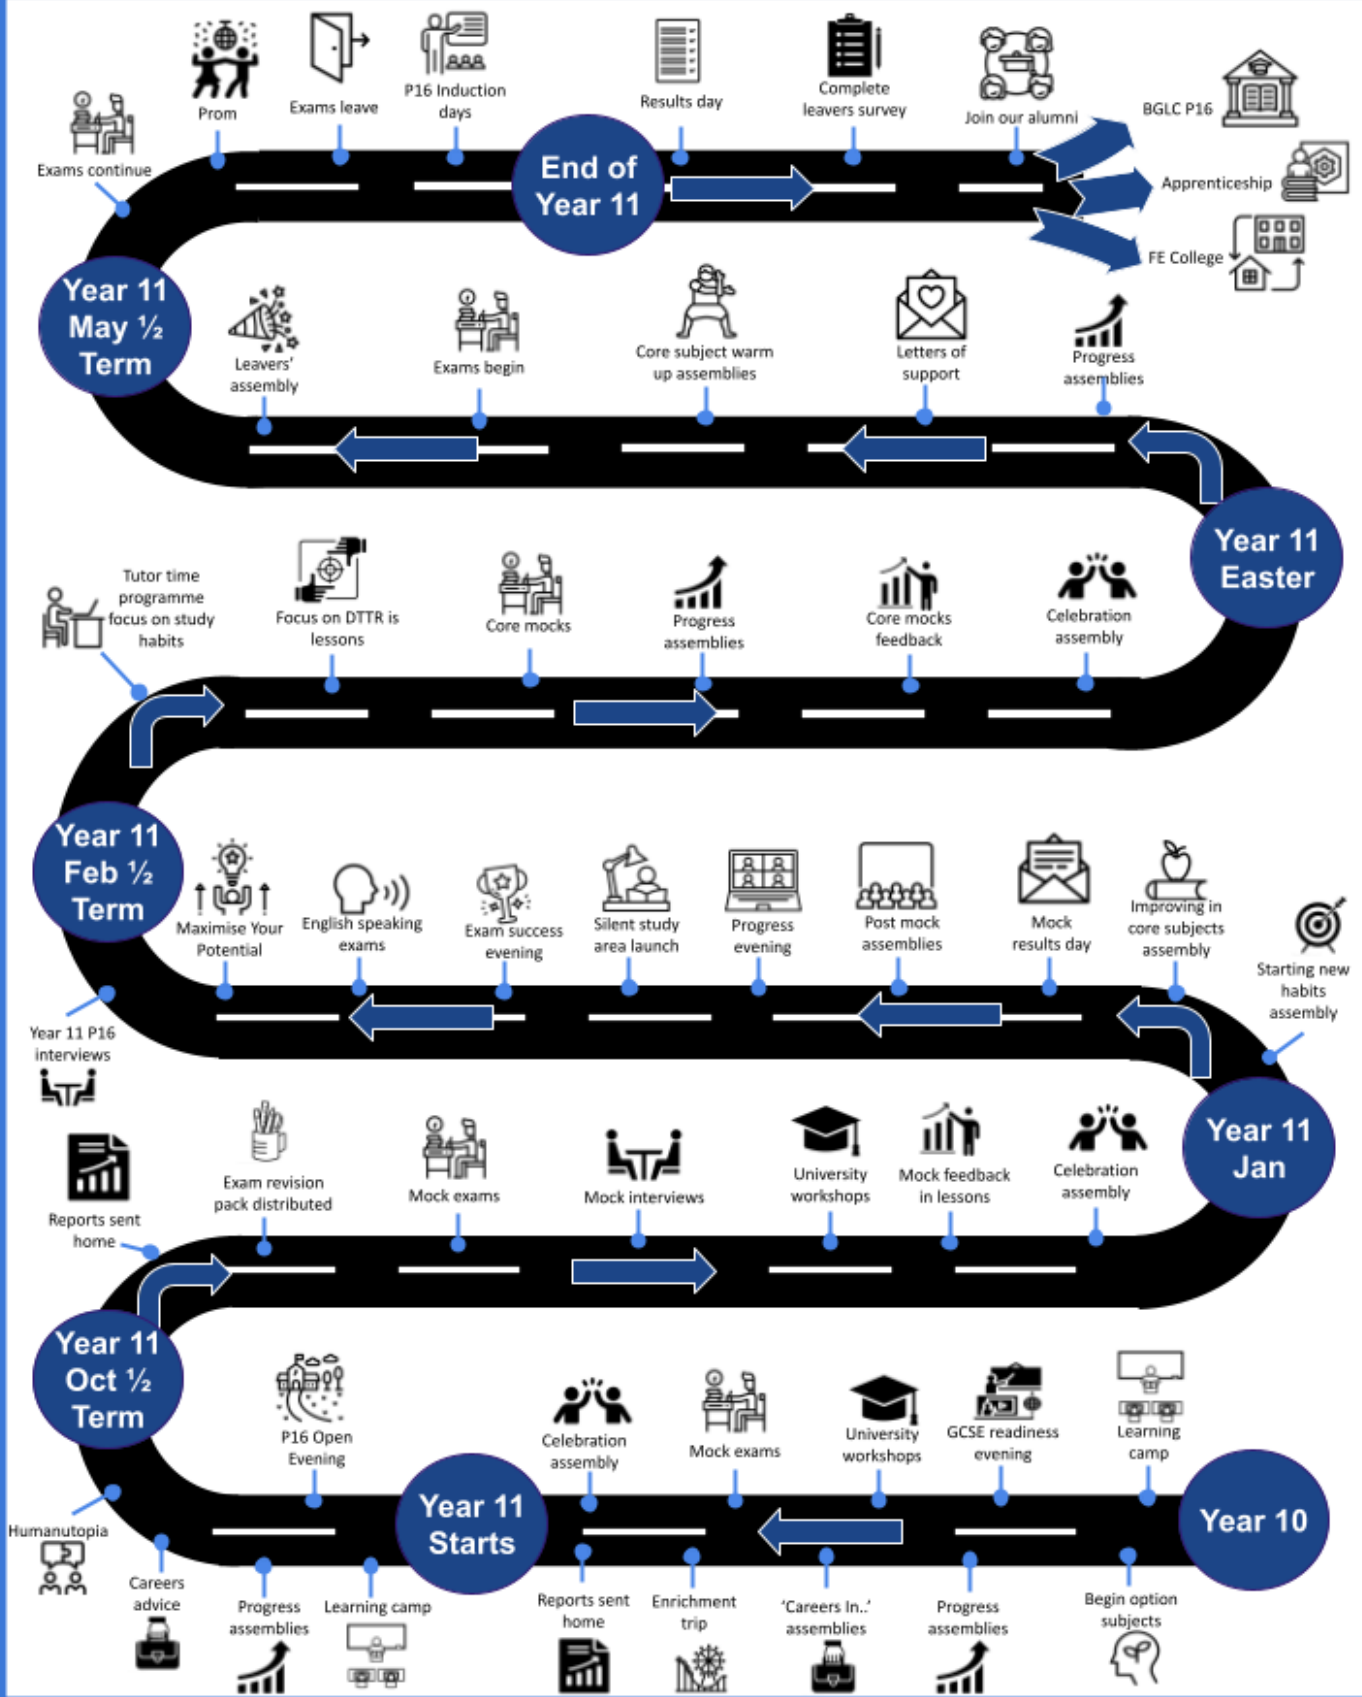 Prom
Exams leave
P16 Induction
days
Results day
Complete
leavers survey
Join our alumni
BGLC P16
Apprenticeship
FE College
Exams continue
End of
Year 11
Year 11
May ½
Term
Leavers'
assembly
Exams begin
Core subject warm
up assemblies
Letters of
support
Progress
assemblies
Year 11
Easter
Tutor time
programme
focus on study
habits
Focus on DTTR is
lessons
Core mocks
Progress
assemblies
Core mocks
feedback
Celebration
assembly
Year 11
Feb ½
Term
Maximise Your
Potential
English speaking
exams
Exam success
evening
Silent study
area launch
Progress
evening
Post mock
assemblies
Mock
results day
Improving in
core subjects
assembly
Starting new
habits
assembly
Year 11 P16
interviews
Year 11
Jan
Reports sent
home
Exam revision
pack distributed
Mock exams
Mock interviews
University
workshops
Mock feedback
in lessons
Celebration
assembly
Year 11
Oct ½
Term
P16 Open
Evening
Celebration
assembly
Mock exams
University
workshops
GCSE readiness
evening
Learning
camp
Year 11
Starts
Year 10
Humanutopia
Careers
advice
Progress
assemblies
Learning camp
Reports sent
home
Enrichment
trip
'Careers In..'
assemblies
Progress
assemblies
Begin option
subjects